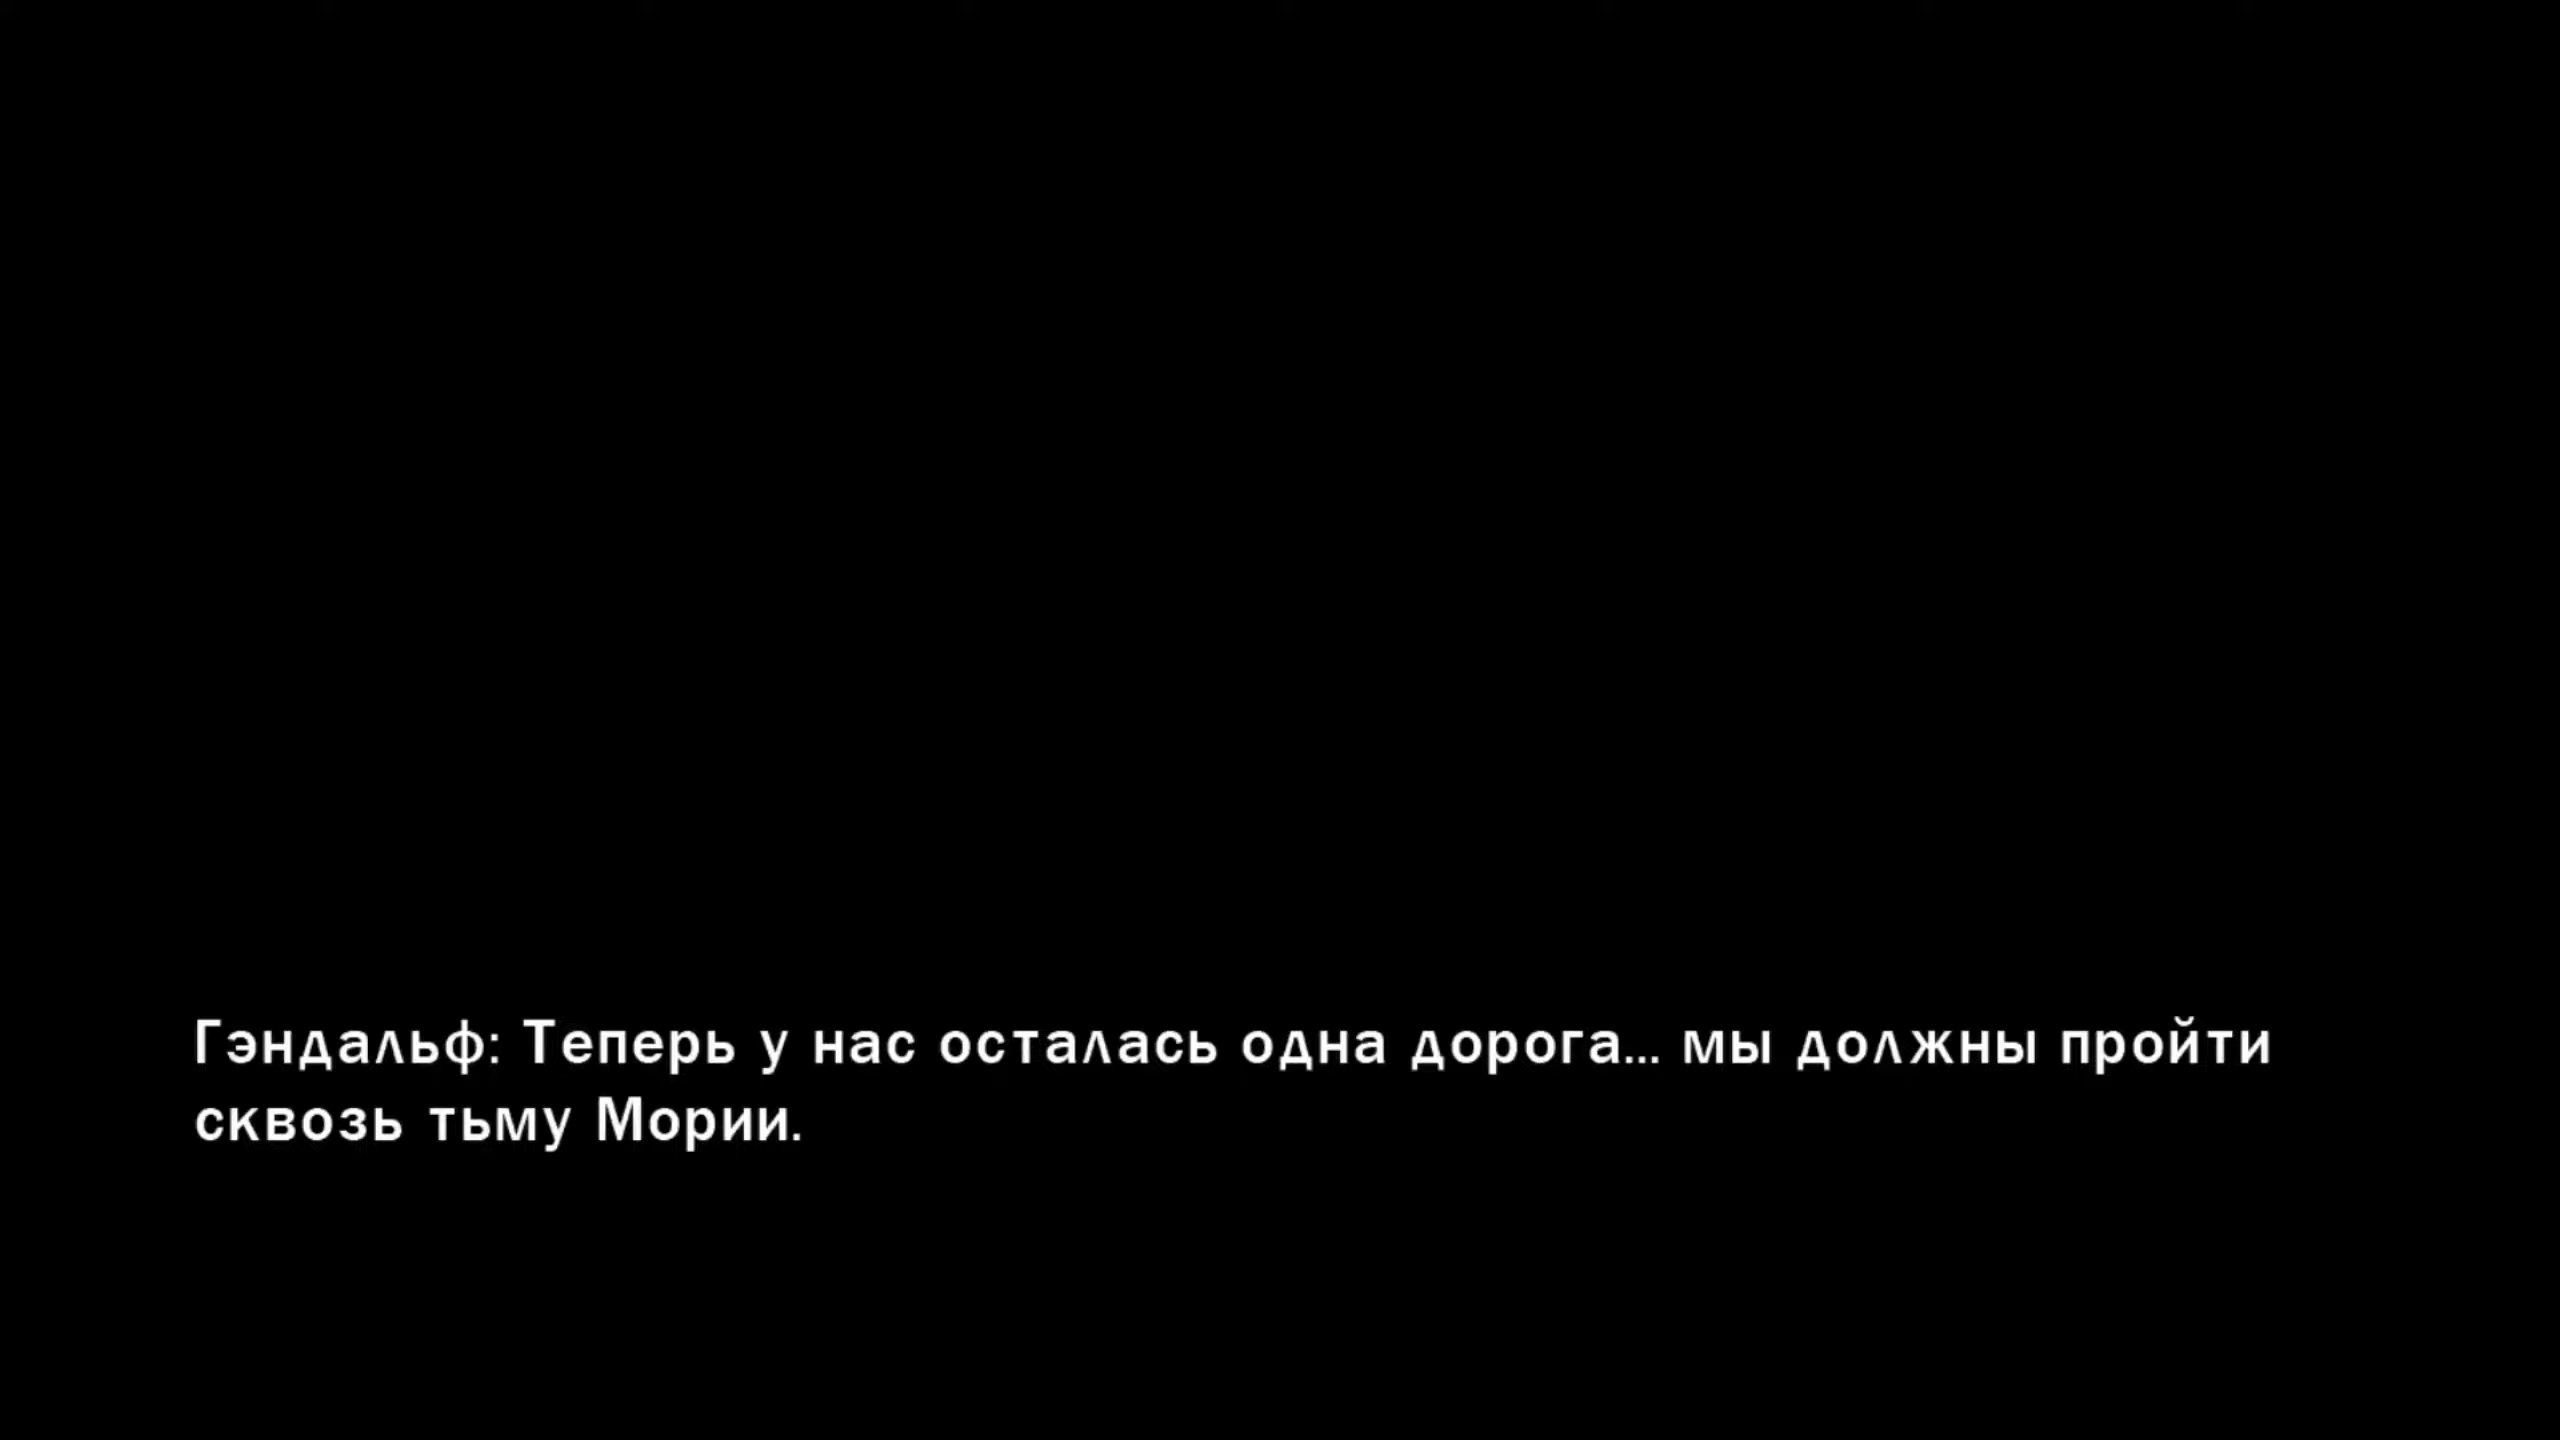 Гэндальф: Теперь у нас осталась одна дорога... мы должны пройти
сквозь тьму Мории.